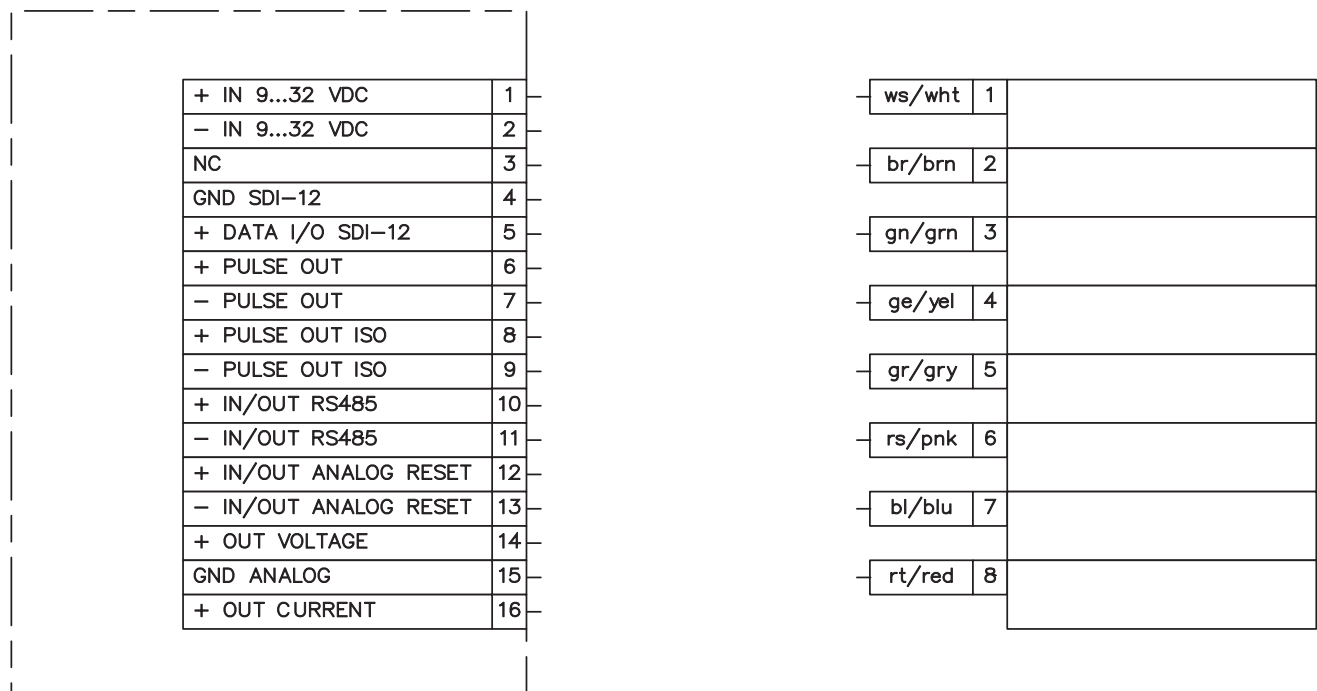 + IN 9...32 VDC 1
- IN 9...32 VDC 2
NC 3
GND SDI-12 4
+ DATA I/O SDI-12 5
+ PULSE OUT 6
- PULSE OUT 7
+ PULSE OUT ISO 8
- PULSE OUT ISO 9
+ IN/OUT RS485 10
- IN/OUT RS485 11
+ IN/OUT ANALOG RESET 12
- IN/OUT ANALOG RESET 13
+ OUT VOLTAGE 14
GND ANALOG 15
+ OUT CURRENT 16
ws/wht 1
br/brn 2
gn/grn 3
ge/yel 4
gr/gry 5
rs/pnk 6
bl/blu 7
rt/red 8